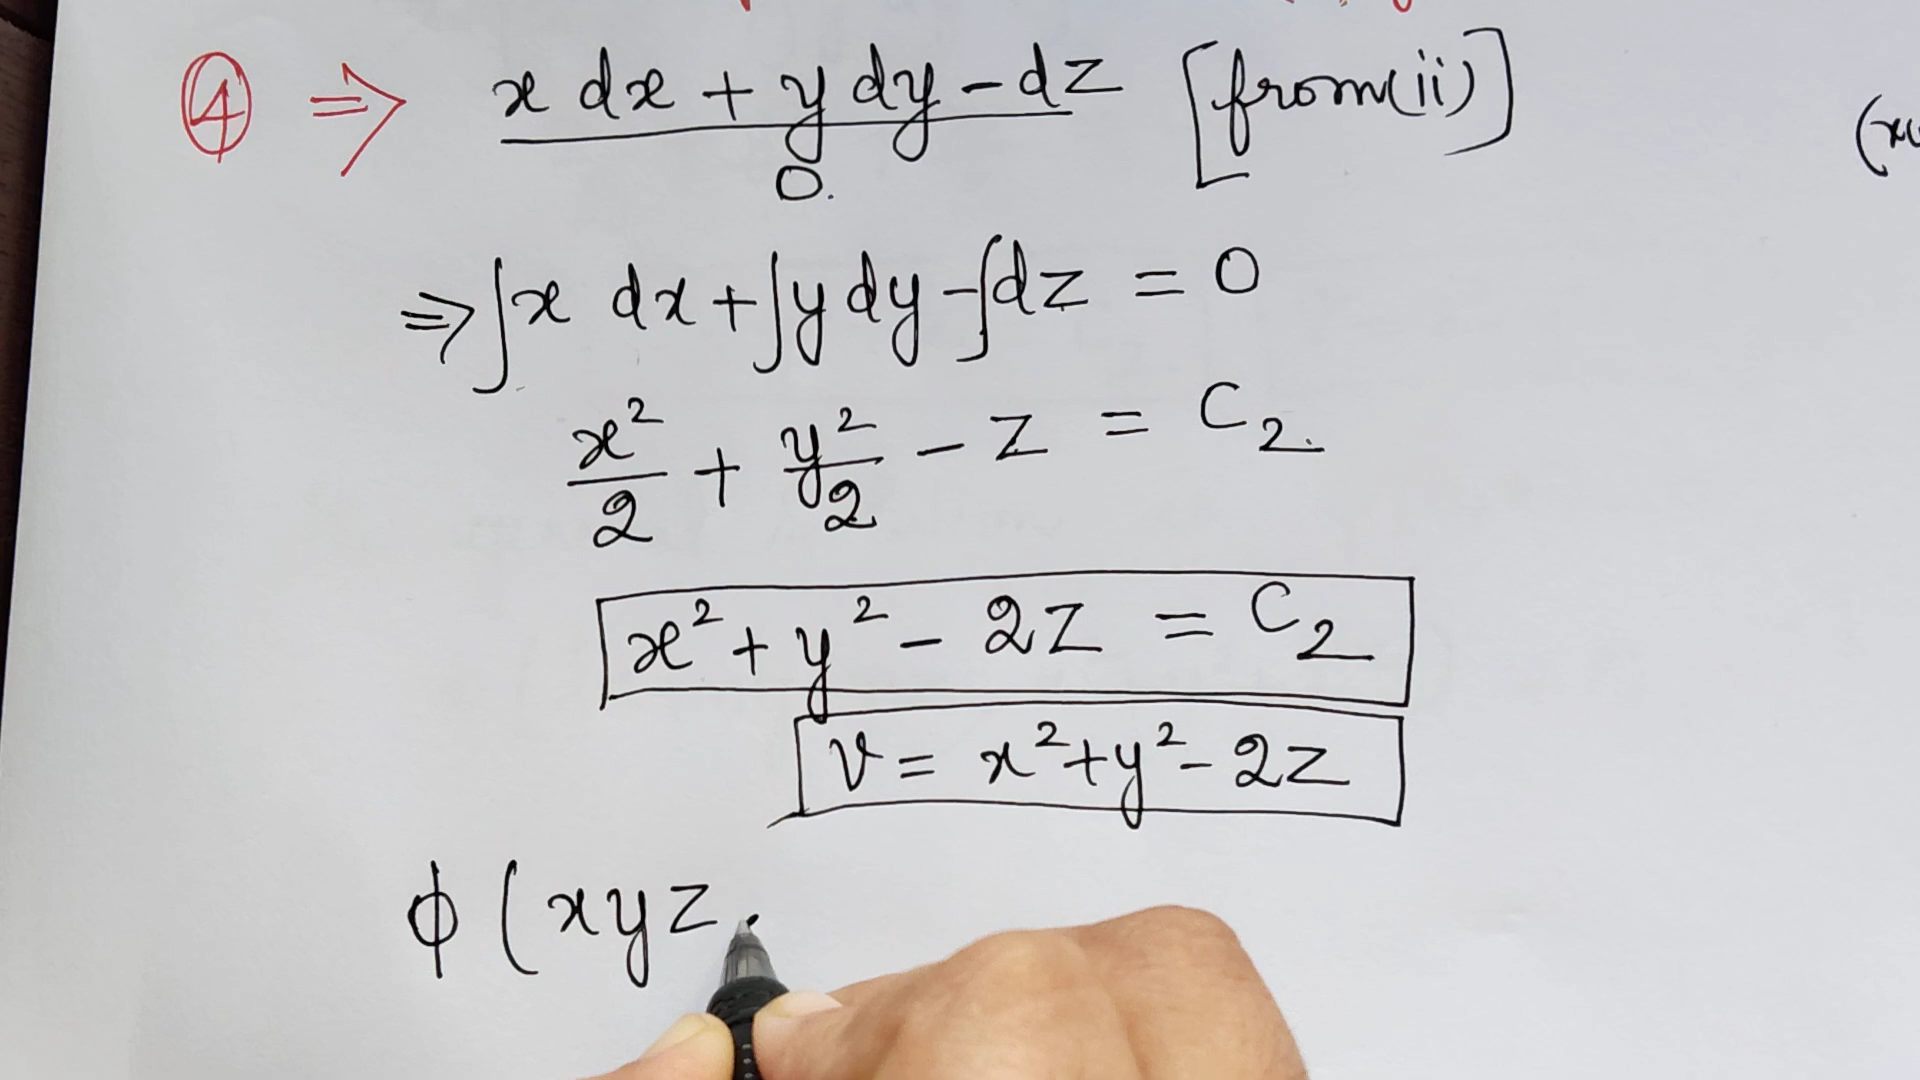 ④ ⇒ x dx + y dy - dz / 0. [from (ii)]
⇒ ∫x dx + ∫y dy - ∫dz = 0
x²/2 + y²/2 - z = C₂.
x² + y² - 2z = C₂
v = x² + y² - 2z
ϕ (xyz,